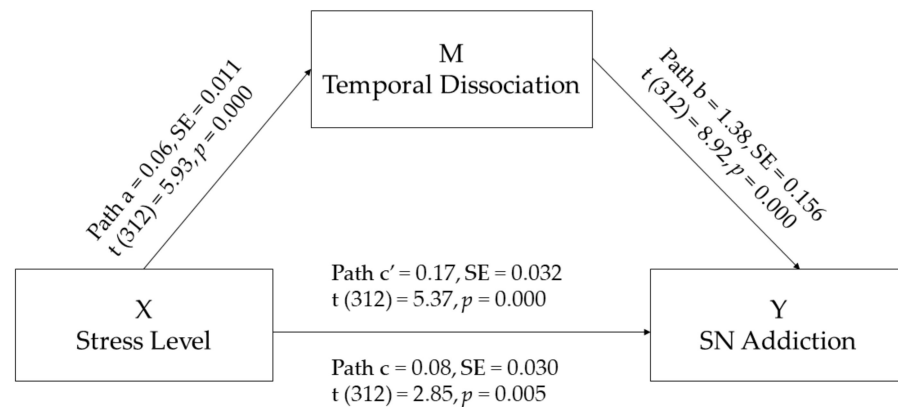 M
Temporal Dissociation
Path a = 0.06, SE = 0.011
t (312) = 5.93, p = 0.000
Path b = 1.38, SE = 0.156
t (312) = 8.92, p = 0.000
X
Stress Level
Path c’ = 0.17, SE = 0.032
t (312) = 5.37, p = 0.000
Path c = 0.08, SE = 0.030
t (312) = 2.85, p = 0.005
Y
SN Addiction